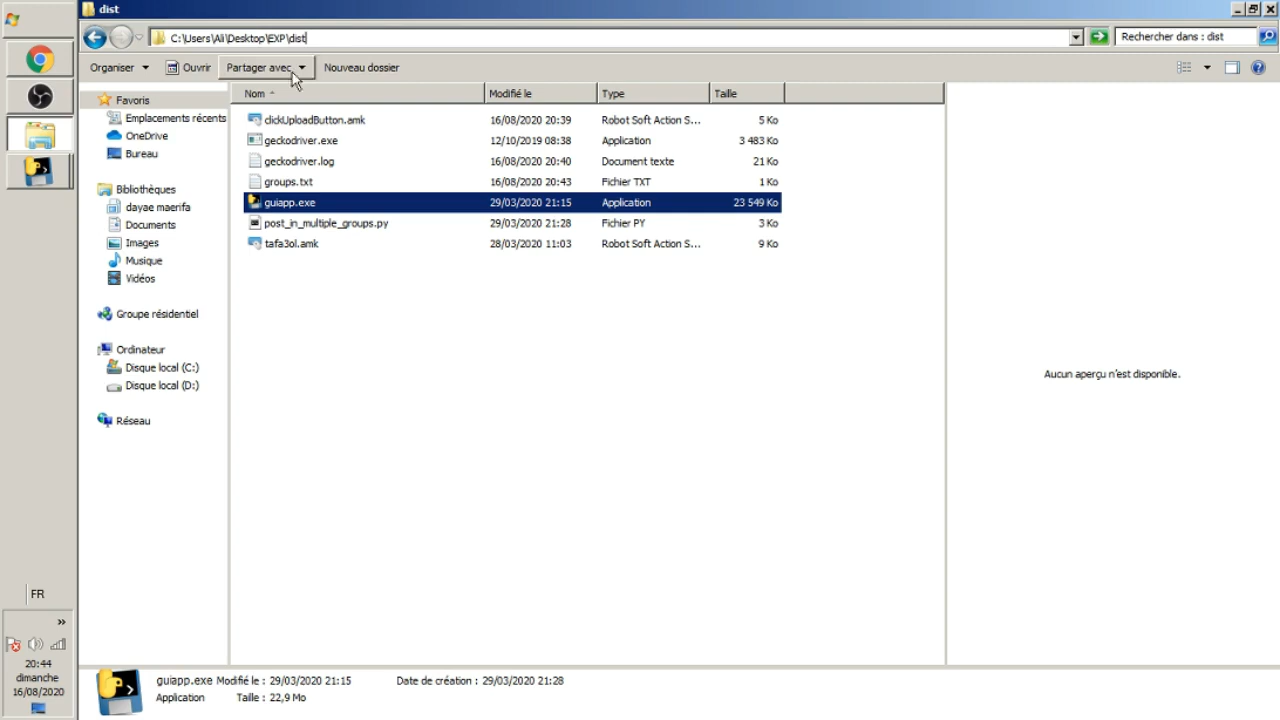 dist
C:\Users\Ali\Desktop\EXP\dist
Rechercher dans : dist
Organiser
Ouvrir
Partager avec
Nouveau dossier
Favoris
Emplacements récents
OneDrive
Bureau
Bibliothèques
dayae maerifa
Documents
Images
Musique
Vidéos
Groupe résidentiel
Ordinateur
Disque local (C:)
Disque local (D:)
Réseau
Nom Modifié le Type Taille
clickUploadButton.amk 16/08/2020 20:39 Robot Soft Action S... 5 Ko
geckodriver.exe 12/10/2019 08:38 Application 3 483 Ko
geckodriver.log 16/08/2020 20:40 Document texte 21 Ko
groups.txt 16/08/2020 20:43 Fichier TXT 1 Ko
guiapp.exe 29/03/2020 21:15 Application 23 549 Ko
post_in_multiple_groups.py 29/03/2020 21:28 Fichier PY 3 Ko
tafa3ol.amk 28/03/2020 11:03 Robot Soft Action S... 9 Ko
Aucun aperçu n'est disponible.
FR
»
20:44
dimanche
16/08/2020
guiapp.exe Modifié le : 29/03/2020 21:15 Date de création : 29/03/2020 21:28
Application Taille : 22,9 Mo